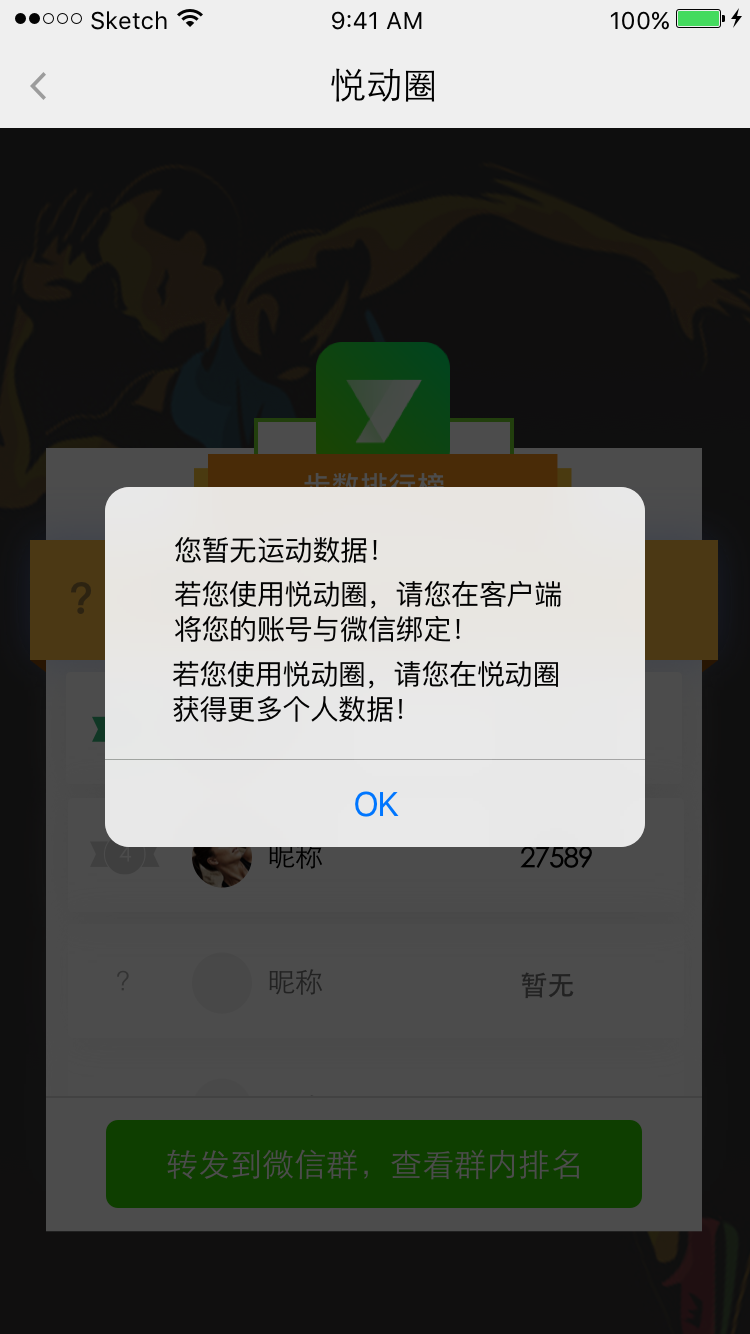 Sketch 9:41 AM 100%
悦动圈
步数排行榜
您暂无运动数据！
?
若您使用悦动圈，请您在客户端
将您的账号与微信绑定！
若您使用悦动圈，请您在悦动圈
获得更多个人数据！
OK
4 昵称 27589
? 昵称 暂无
转发到微信群，查看群内排名